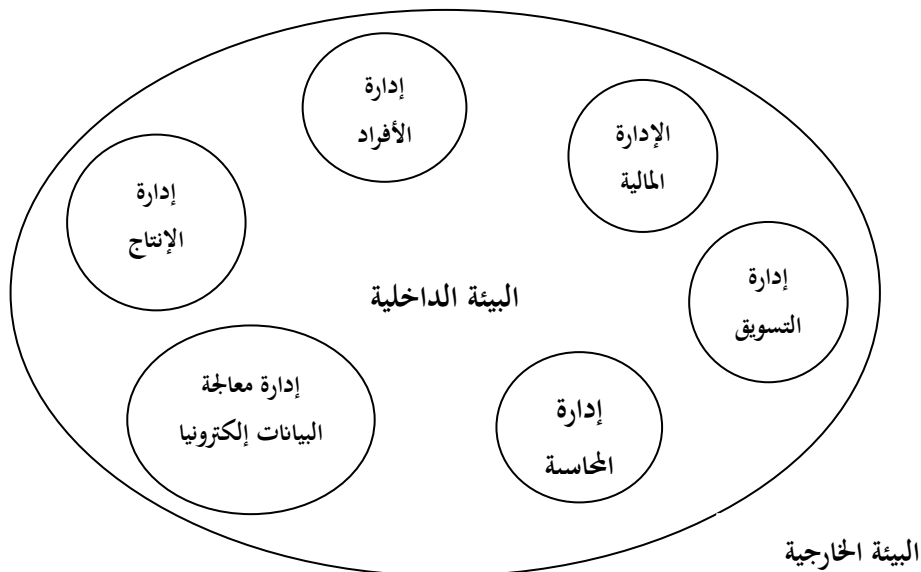 إدارة
الأفراد
الإدارة
المالية
إدارة
الإنتاج
إدارة
التسويق
البيئة الداخلية
إدارة معالجة
البيانات إلكترونيا
إدارة
المحاسبة
البيئة الخارجية